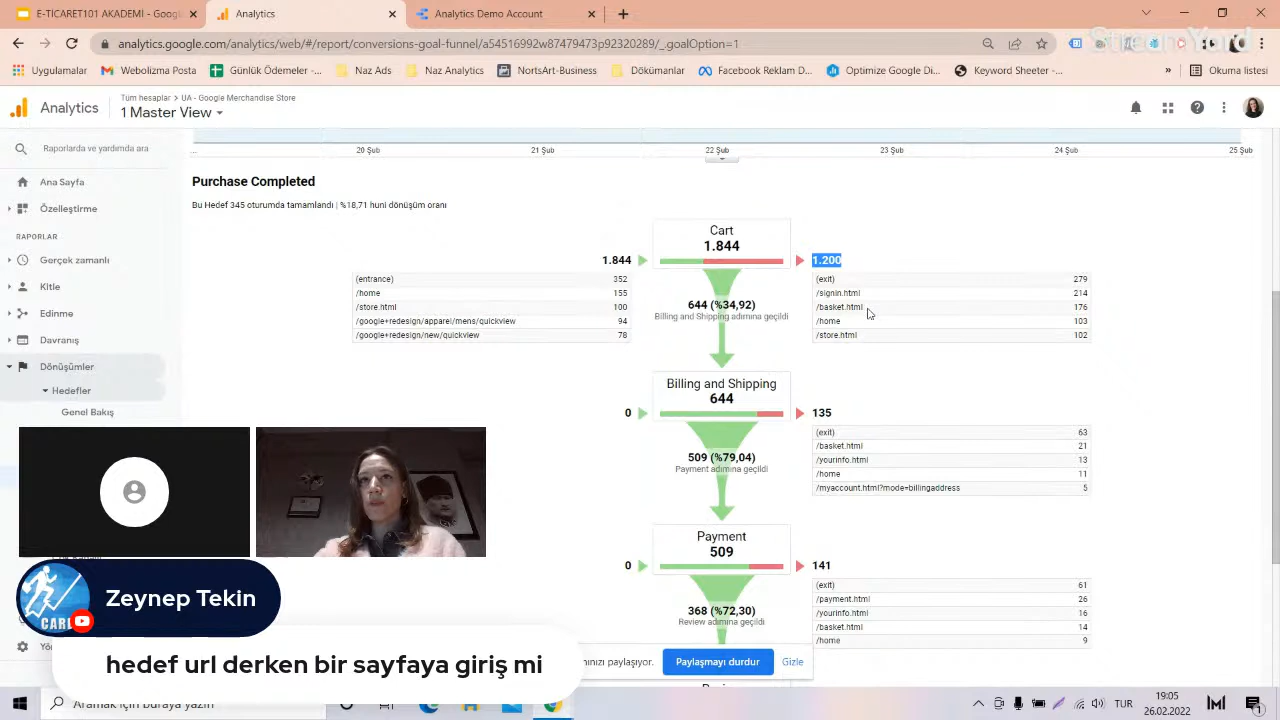 E-TICARET101 AKADEMI - Goog
Analytics
Analytics Demo Account
analytics.google.com/analytics/web/#/report/conversions-goal-funnel/a54516992w87479473p92320289/_.goalOption=1
StreamYard
Uygulamalar
Webolizma Posta
Günlük Ödemeler -...
Naz Ads
Naz Analytics
NortsArt-Business
Dökümanlar
Facebook Reklam D...
Optimize Google Di...
Keyword Sheeter -...
»
Okuma listesi
Analytics
Tüm hesaplar > UA - Google Merchandise Store
1 Master View
Raporlarda ve yardımda ara
20 Şub
21 Şub
22 Şub
23 Şub
24 Şub
25 Şub
Ana Sayfa
Özelleştirme
RAPORLAR
Gerçek zamanlı
Kitle
Edinme
Davranış
Dönüşümler
Hedefler
Genel Bakış
Purchase Completed
Bu Hedef 345 oturumda tamamlandı | %18,71 huni dönüşüm oranı
Cart
1.844
1.844
1.200
(entrance) 352
/home 155
/store.html 100
/google+redesign/apparel/mens/quickview 94
/google+redesign/new/quickview 78
(exit) 279
/signin.html 214
/basket.html 176
/home 103
/store.html 102
644 (%34,92)
Billing and Shipping adımına geçildi
Billing and Shipping
644
0
135
(exit) 63
/basket.html 21
/yourinfo.html 13
/home 11
/myaccount.html?mode=billingaddress 5
509 (%79,04)
Payment adımına geçildi
Payment
509
0
141
(exit) 61
/payment.html 26
/yourinfo.html 16
/basket.html 14
/home 9
368 (%72,30)
Review adımına geçildi
CARE
Zeynep Tekin
hedef url derken bir sayfaya giriş mi
paylaşıyor.
Paylaşmayı durdur
Gizle
Aramak için buraya yazın
TUR
19:05
26.02.2022
1